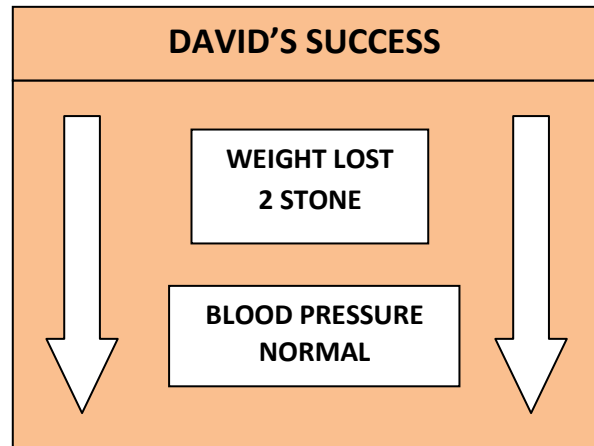 DAVID’S SUCCESS
WEIGHT LOST
2 STONE
BLOOD PRESSURE
NORMAL